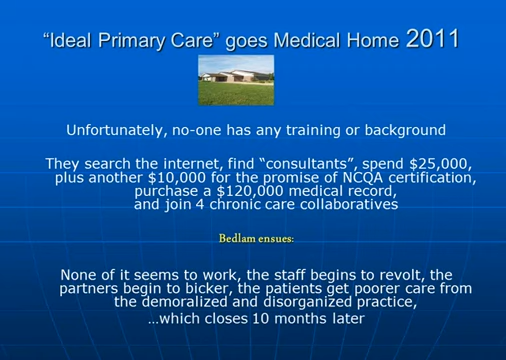 “Ideal Primary Care” goes Medical Home 2011
Unfortunately, no-one has any training or background
They search the internet, find “consultants”, spend $25,000,
plus another $10,000 for the promise of NCQA certification,
purchase a $120,000 medical record,
and join 4 chronic care collaboratives
Bedlam ensues:
None of it seems to work, the staff begins to revolt, the
partners begin to bicker, the patients get poorer care from
the demoralized and disorganized practice,
…which closes 10 months later